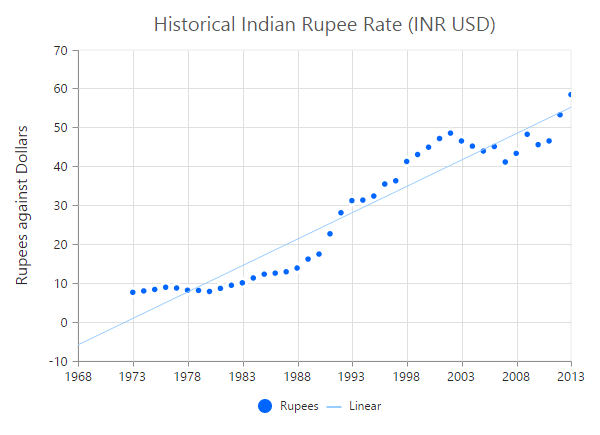 Historical Indian Rupee Rate (INR USD)
Rupees against Dollars
70
60
50
40
30
20
10
0
-10
1968 1973 1978 1983 1988 1993 1998 2003 2008 2013
Rupees Linear